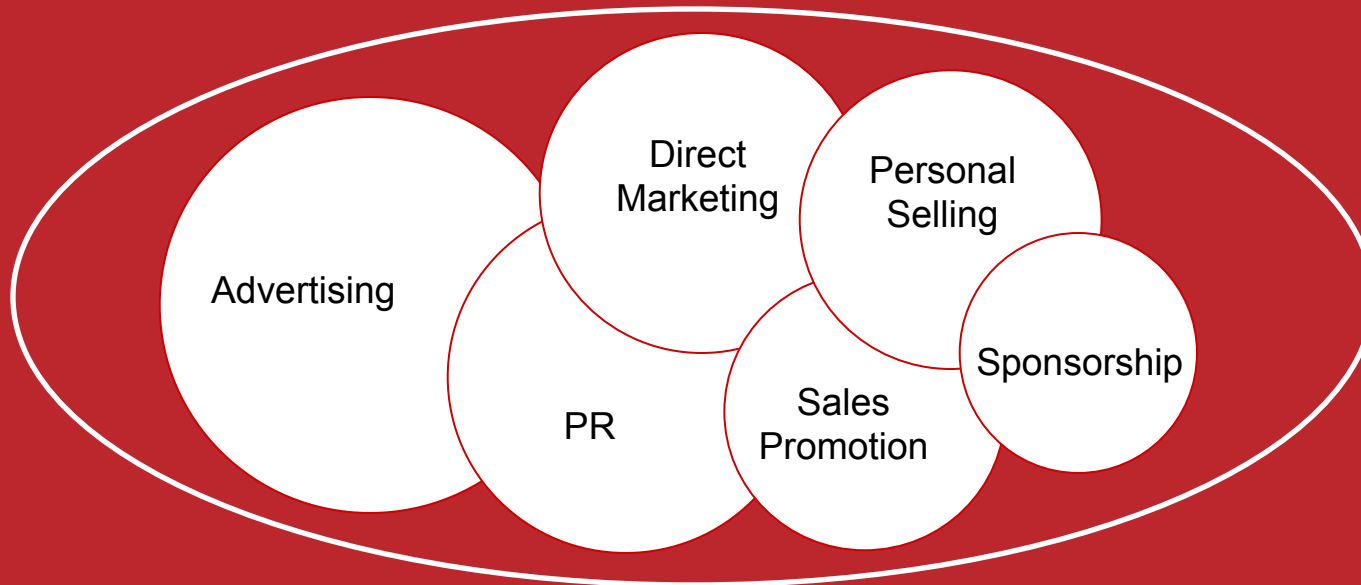 Advertising
Direct
Marketing
Personal
Selling
PR
Sales
Promotion
Sponsorship